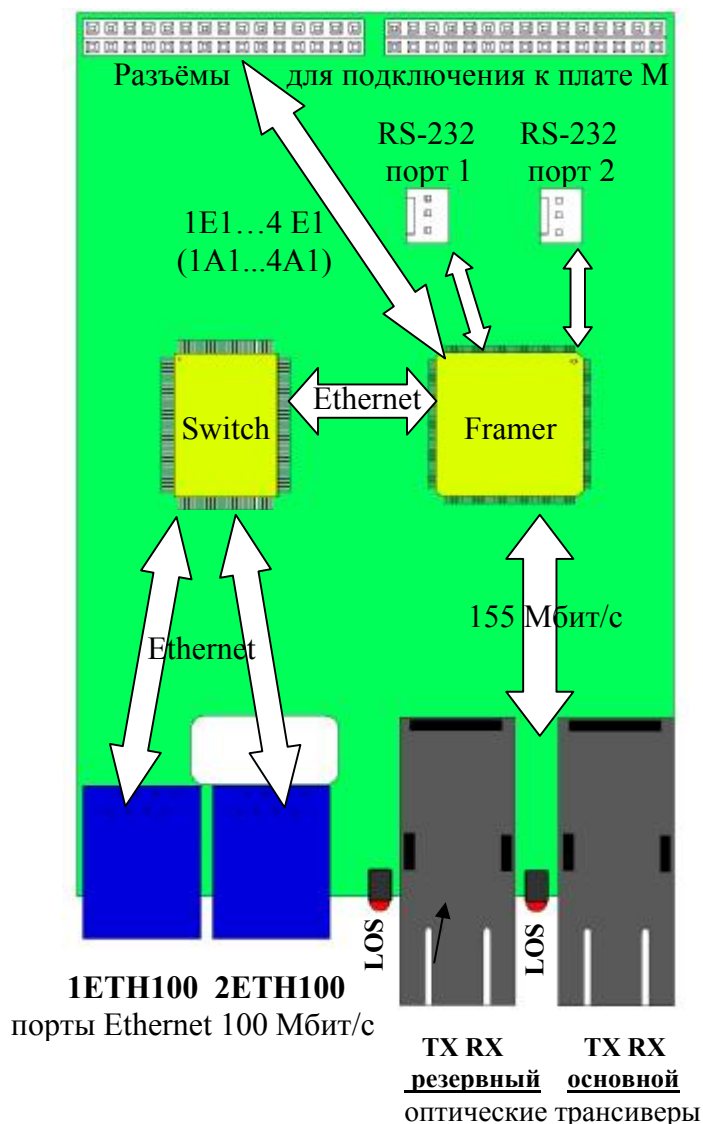 Разъёмы для подключения к плате М
RS-232
порт 1
RS-232
порт 2
1E1…4 E1
(1A1...4A1)
Ethernet
Switch
Framer
155 Мбит/с
Ethernet
LOS
LOS
1ETH100 2ETH100
порты Ethernet 100 Мбит/с
TX RX TX RX
резервный основной
оптические трансиверы